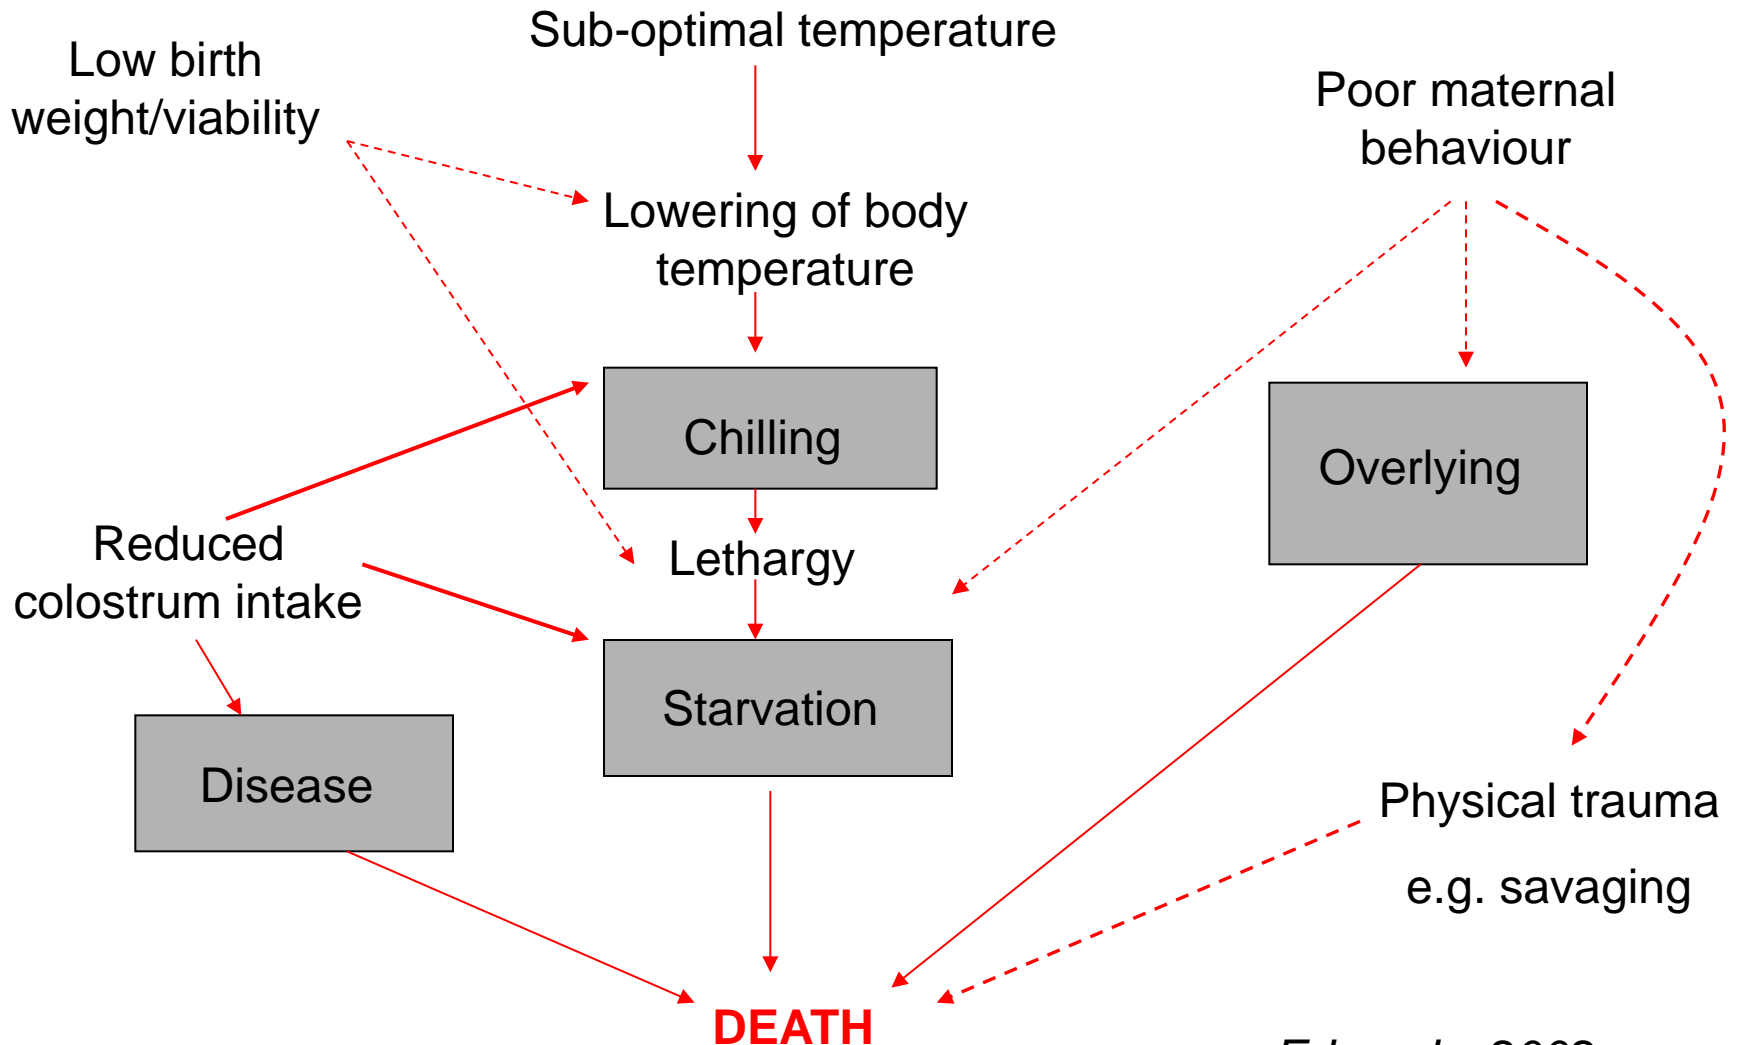 Sub-optimal temperature
Low birth
weight/viability
Poor maternal
behaviour
Lowering of body
temperature
Chilling
Overlying
Reduced
colostrum intake
Lethargy
Starvation
Disease
Physical trauma
e.g. savaging
DEATH